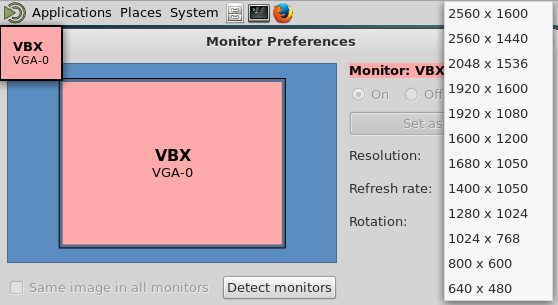 Applications Places System
VBX
VGA-0
Monitor Preferences
VBX
VGA-0
Same image in all monitors
Detect monitors
Monitor: VBX
On Off
Set as
Resolution:
Refresh rate:
Rotation:
2560 x 1600
2560 x 1440
2048 x 1536
1920 x 1600
1920 x 1080
1600 x 1200
1680 x 1050
1400 x 1050
1280 x 1024
1024 x 768
800 x 600
640 x 480